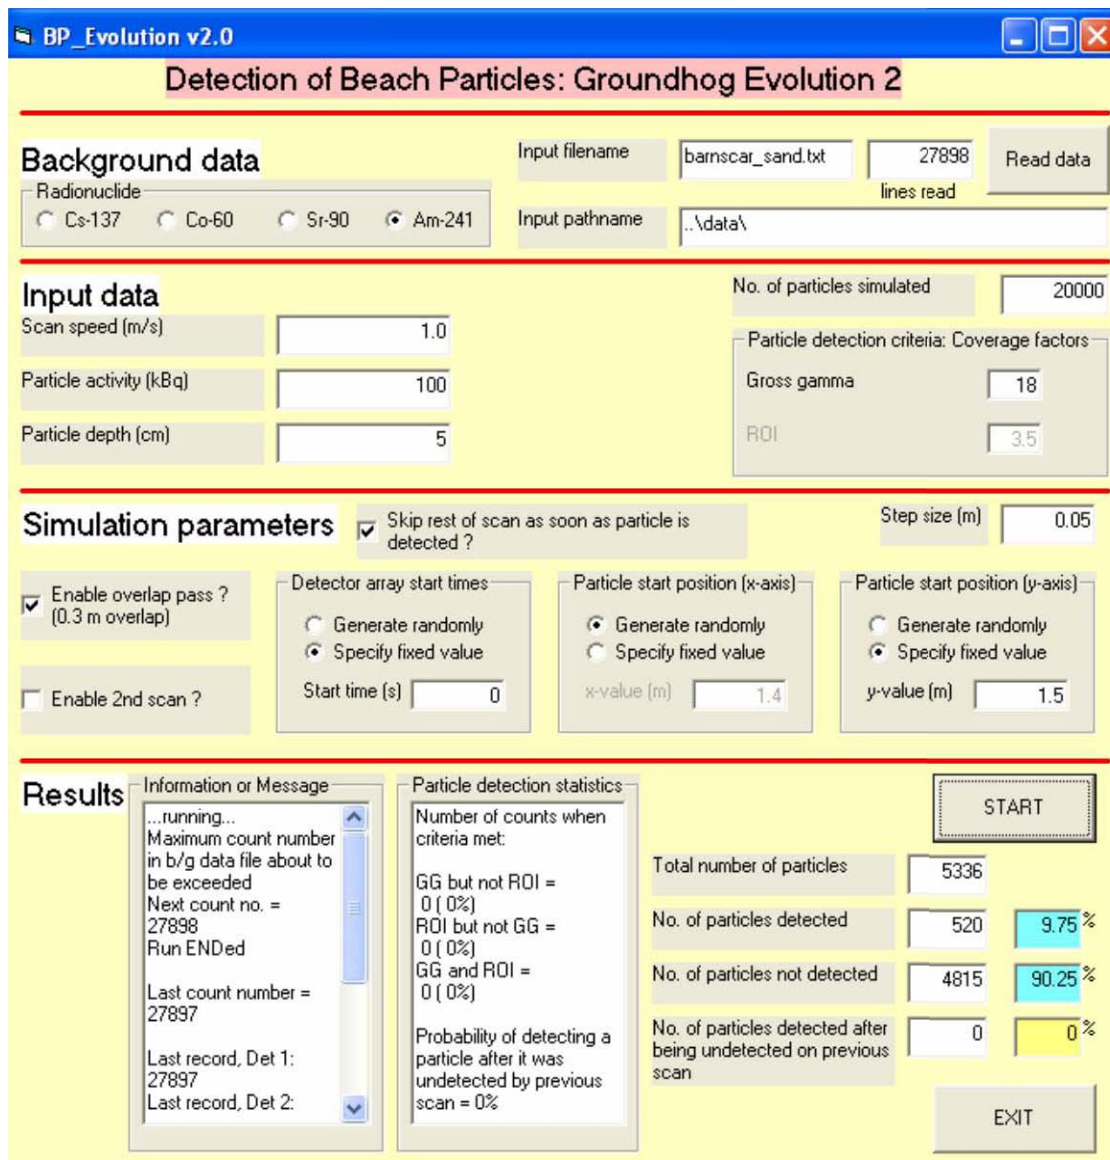 BP_Evolution v2.0
Detection of Beach Particles: Groundhog Evolution 2
Background data
Input filename
barnscar_sand.txt
27898
Read data
lines read
Radionuclide
Cs-137
Co-60
Sr-90
Am-241
Input pathname
..\data\
Input data
No. of particles simulated
20000
Scan speed (m/s)
1.0
Particle activity (kBq)
100
Particle depth (cm)
5
Particle detection criteria: Coverage factors
Gross gamma
18
ROI
3.5
Simulation parameters
Skip rest of scan as soon as particle is
detected ?
Step size (m)
0.05
Enable overlap pass ?
(0.3 m overlap)
Enable 2nd scan ?
Detector array start times
Generate randomly
Specify fixed value
Start time (s)
0
Particle start position (x-axis)
Generate randomly
Specify fixed value
x-value (m)
1.4
Particle start position (y-axis)
Generate randomly
Specify fixed value
y-value (m)
1.5
Results
Information or Message
...running...
Maximum count number
in b/g data file about to
be exceeded
Next count no. =
27898
Run ENDed
Last count number =
27897
Last record, Det 1:
27897
Last record, Det 2:
Particle detection statistics
Number of counts when
criteria met:
GG but not ROI =
0 ( 0%)
ROI but not GG =
0 ( 0%)
GG and ROI =
0 ( 0%)
Probability of detecting a
particle after it was
undetected by previous
scan = 0%
START
Total number of particles
5336
No. of particles detected
520
9.75 %
No. of particles not detected
4815
90.25 %
No. of particles detected after
being undetected on previous
scan
0
0 %
EXIT